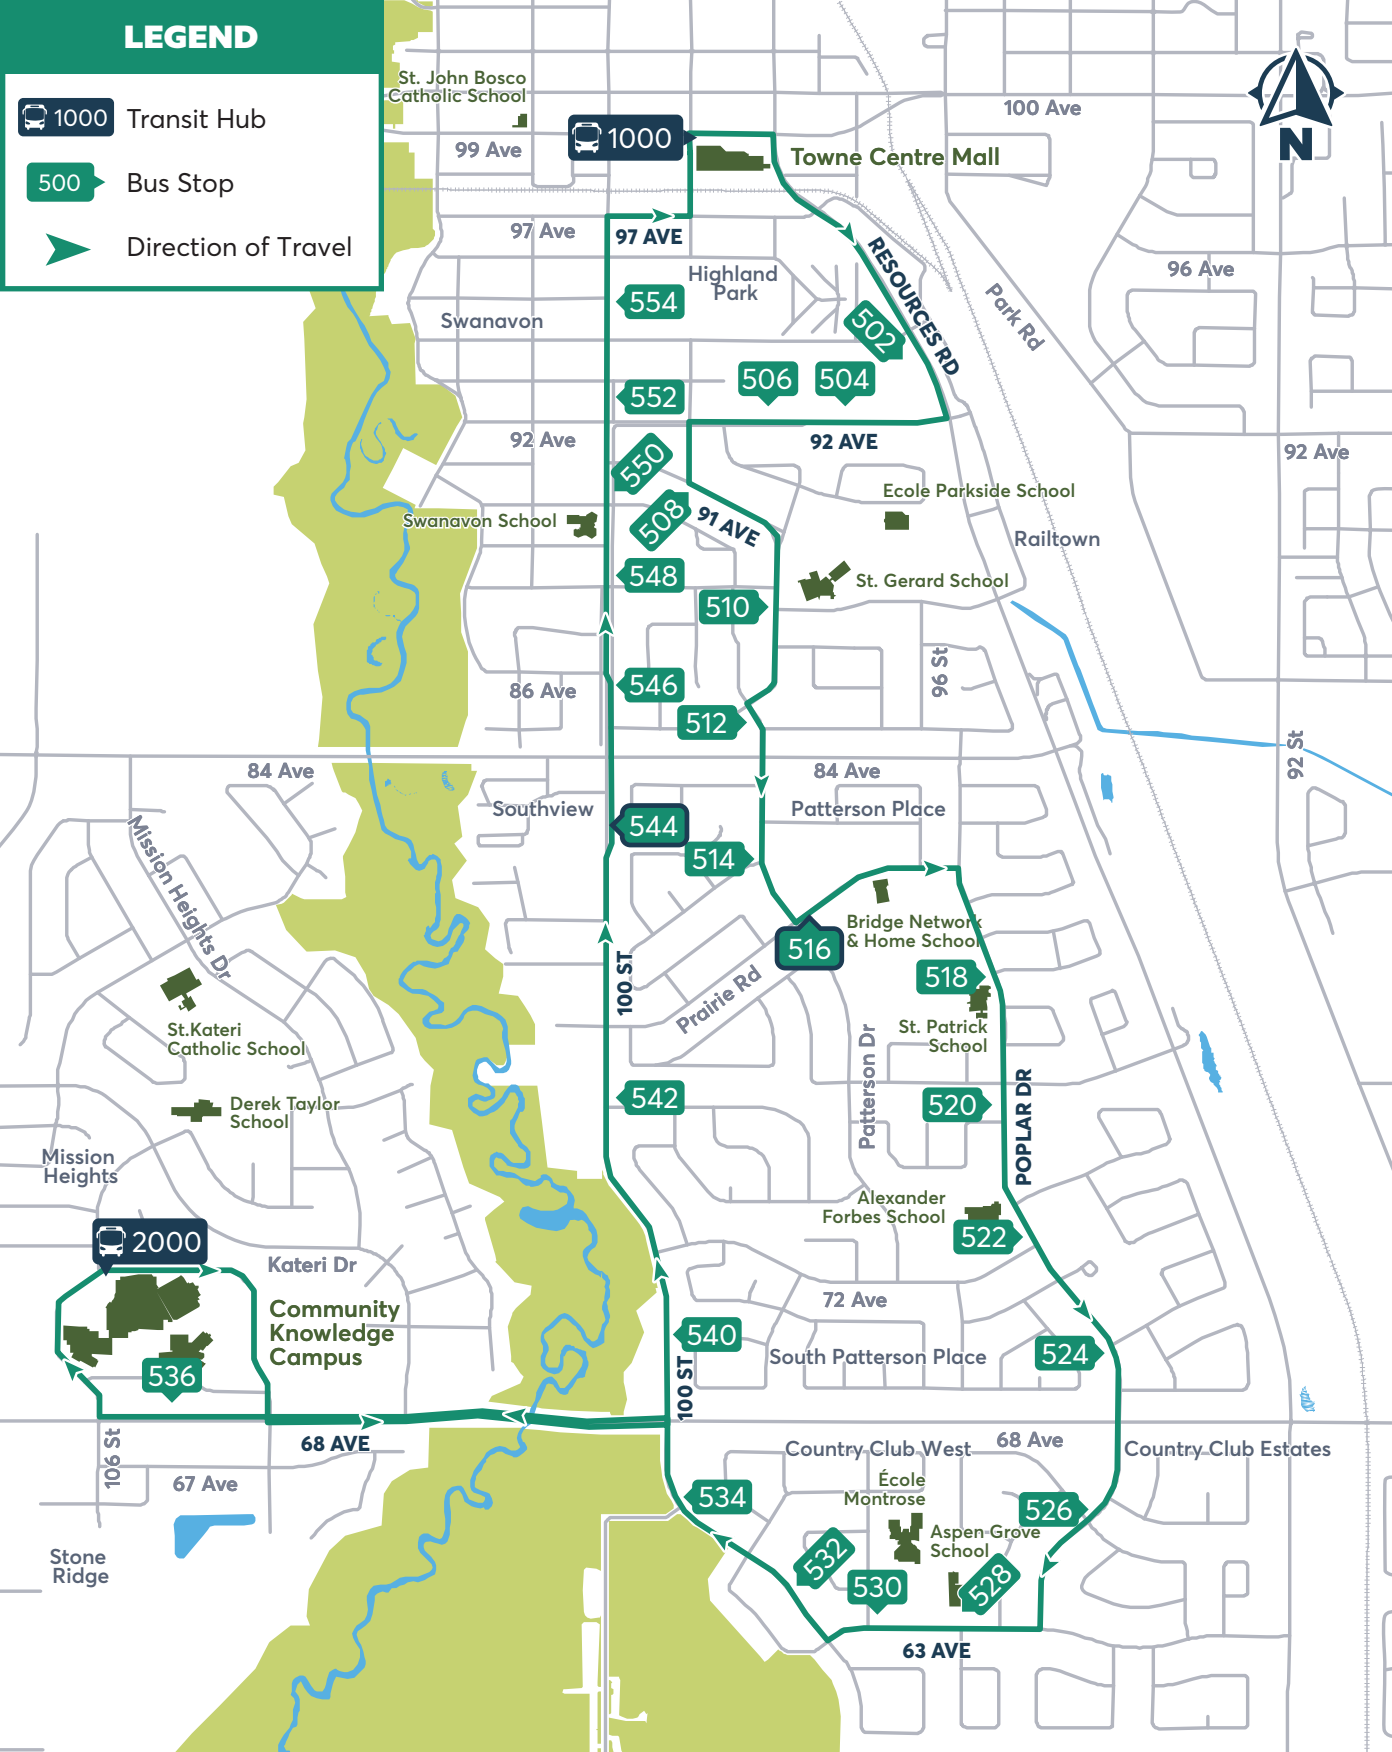 LEGEND
1000 Transit Hub
500 Bus Stop
Direction of Travel
St. John Bosco
Catholic School
100 Ave
N
1000
99 Ave
Towne Centre Mall
97 Ave
97 AVE
RESOURCES RD
96 Ave
Highland
Park
Park Rd
554
Swanavon
502
506
504
552
92 Ave
92 AVE
92 Ave
550
Ecole Parkside School
508
91 AVE
Swanavon School
Railtown
548
St. Gerard School
510
96 St
546
86 Ave
512
92 St
84 Ave
84 Ave
Southview
Patterson Place
544
Mission Heights Dr
514
Bridge Network
& Home School
516
518
100 ST
Prairie Rd
St.Kateri
Catholic School
St. Patrick
School
Patterson Dr
542
520
POPLAR DR
Derek Taylor
School
Mission
Heights
Alexander
Forbes School
522
2000
Kateri Dr
72 Ave
Community
Knowledge
Campus
540
524
South Patterson Place
536
100 ST
68 AVE
106 St
68 Ave
Country Club West
Country Club Estates
67 Ave
École
Montrose
534
526
Aspen Grove
School
532
530
528
Stone
Ridge
63 AVE